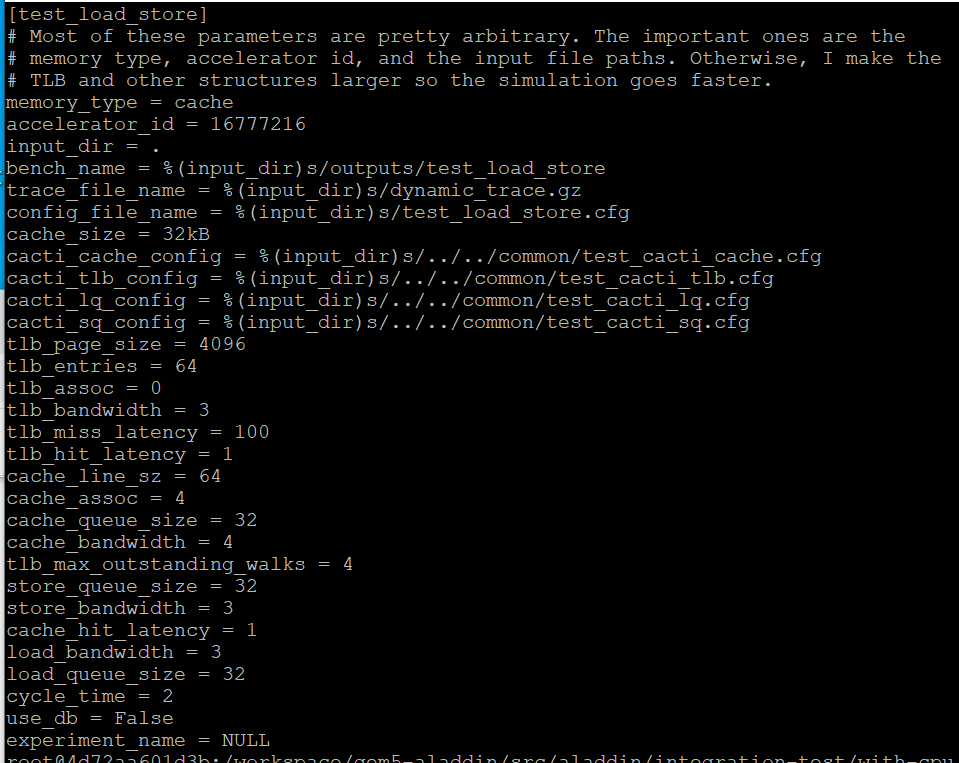 [test_load_store]
# Most of these parameters are pretty arbitrary. The important ones are the
# memory type, accelerator id, and the input file paths. Otherwise, I make the
# TLB and other structures larger so the simulation goes faster.
memory_type = cache
accelerator_id = 16777216
input_dir = .
bench_name = %(input_dir)s/outputs/test_load_store
trace_file_name = %(input_dir)s/dynamic_trace.gz
config_file_name = %(input_dir)s/test_load_store.cfg
cache_size = 32kB
cacti_cache_config = %(input_dir)s/../../common/test_cacti_cache.cfg
cacti_tlb_config = %(input_dir)s/../../common/test_cacti_tlb.cfg
cacti_lq_config = %(input_dir)s/../../common/test_cacti_lq.cfg
cacti_sq_config = %(input_dir)s/../../common/test_cacti_sq.cfg
tlb_page_size = 4096
tlb_entries = 64
tlb_assoc = 0
tlb_bandwidth = 3
tlb_miss_latency = 100
tlb_hit_latency = 1
cache_line_sz = 64
cache_assoc = 4
cache_queue_size = 32
cache_bandwidth = 4
tlb_max_outstanding_walks = 4
store_queue_size = 32
store_bandwidth = 3
cache_hit_latency = 1
load_bandwidth = 3
load_queue_size = 32
cycle_time = 2
use_db = False
experiment_name = NULL
root@4d72aa601d3b:/workspace/gem5-aladdin/src/aladdin/integration-test/with-cpu